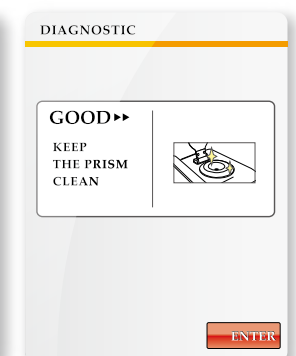 DIAGNOSTIC
GOOD▸▸
KEEP
THE PRISM
CLEAN
ENTER